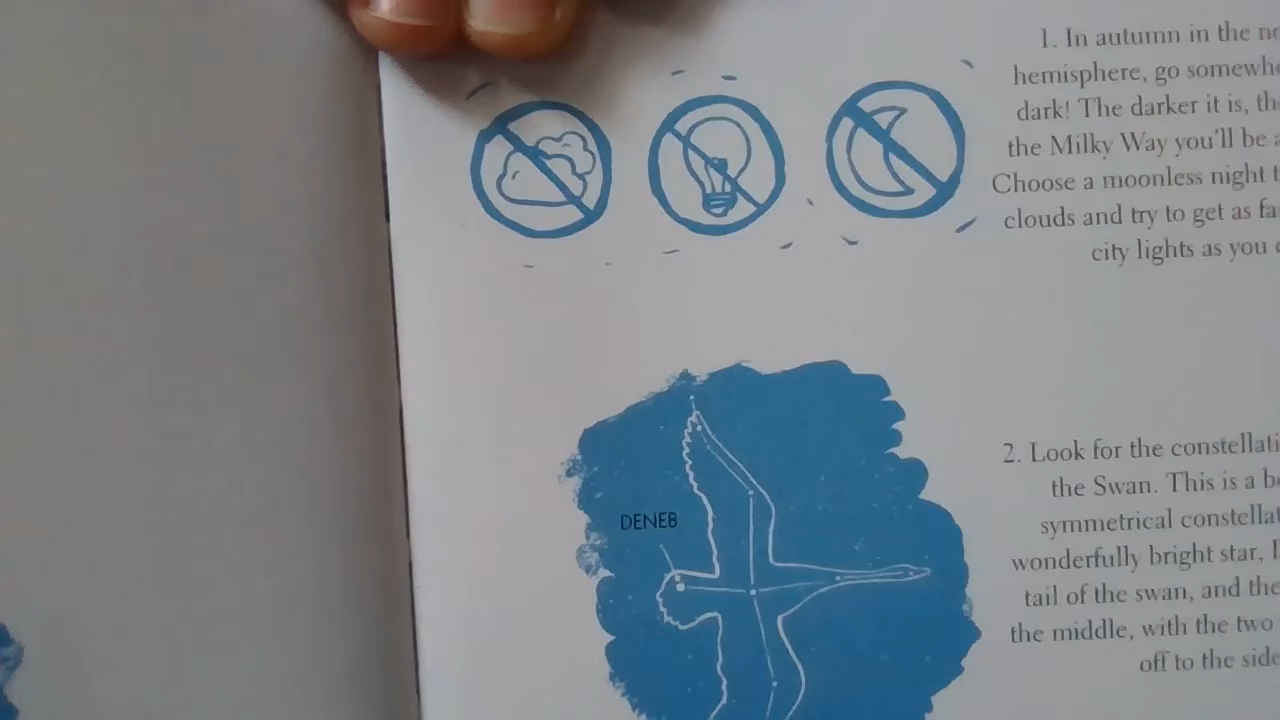 1. In autumn in the
hemisphere, go
dark! The darker it is,
the Milky Way you'll be
Choose a moonless night
clouds and try to get as
city lights as you
DENEB
2. Look for the
the Swan. This is a
symmetrical
wonderfully bright star,
tail of the swan, and the
the middle, with the two
off to the side